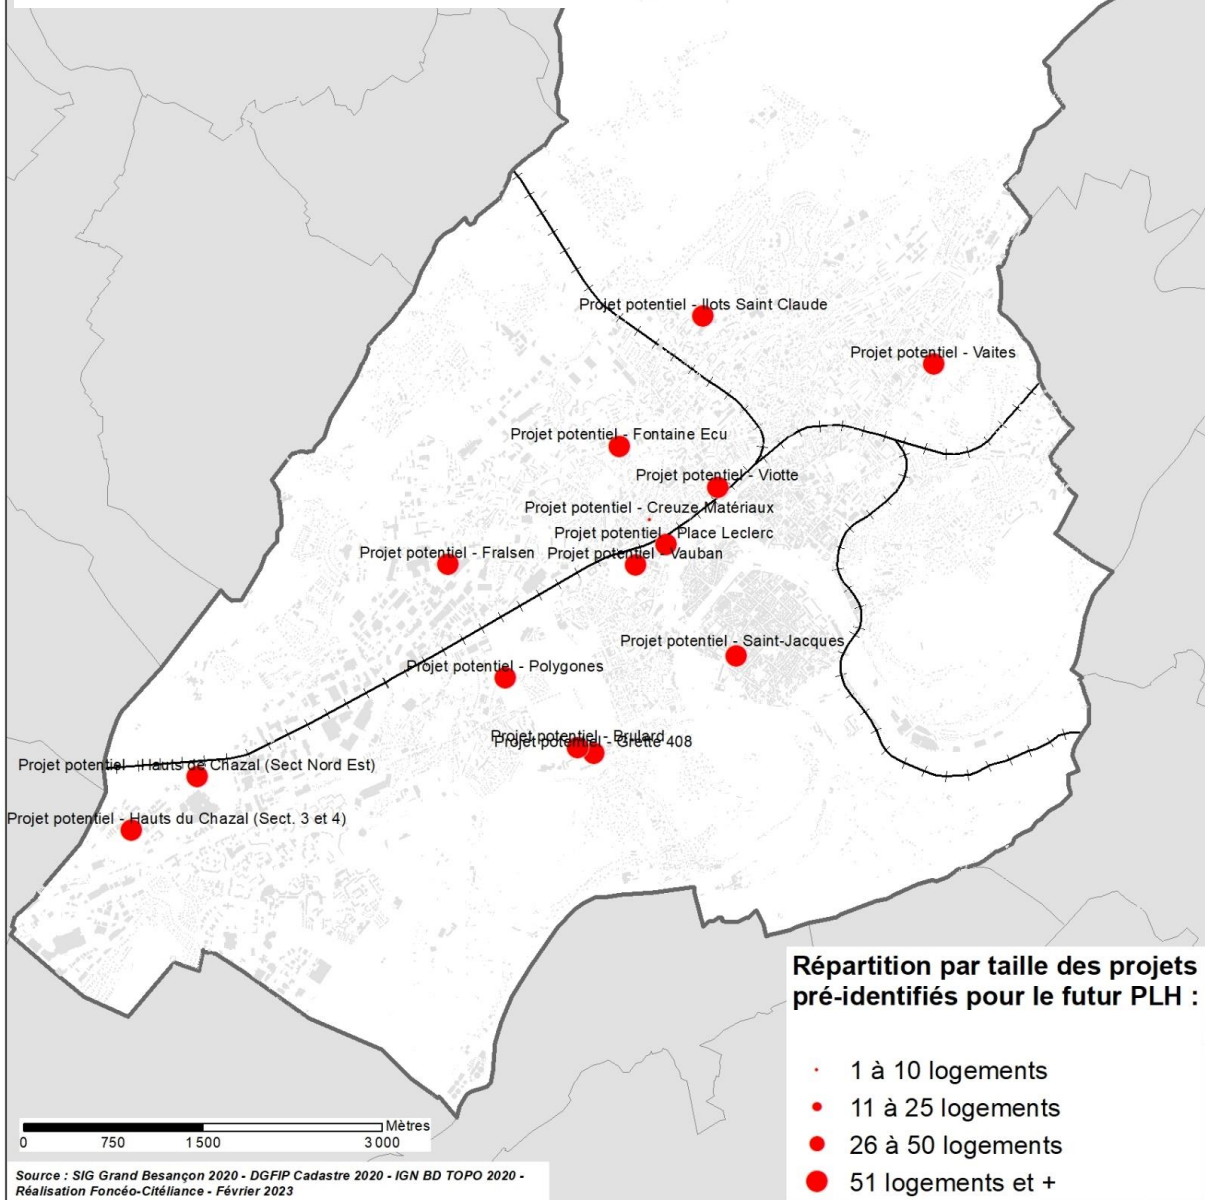 Projet potentiel - Ilots Saint Claude
Projet potentiel - Vaites
Projet potentiel - Fontaine Ecu
Projet potentiel - Viotte
Projet potentiel - Creuze Matériaux
Projet potentiel - Place Leclerc
Projet potentiel - Fralsen
Projet potentiel - Vauban
Projet potentiel - Saint-Jacques
Projet potentiel - Polygones
Projet potentiel - Brulard
Projet potentiel - Grette 408
Projet potentiel - Hauts de Chazal (Sect Nord Est)
Projet potentiel - Hauts du Chazal (Sect. 3 et 4)
Répartition par taille des projets
pré-identifiés pour le futur PLH :
1 à 10 logements
11 à 25 logements
26 à 50 logements
51 logements et +
Mètres
0 750 1 500 3 000
Source : SIG Grand Besançon 2020 - DGFIP Cadastre 2020 - IGN BD TOPO 2020 -
Réalisation Foncéo-Citéliance - Février 2023